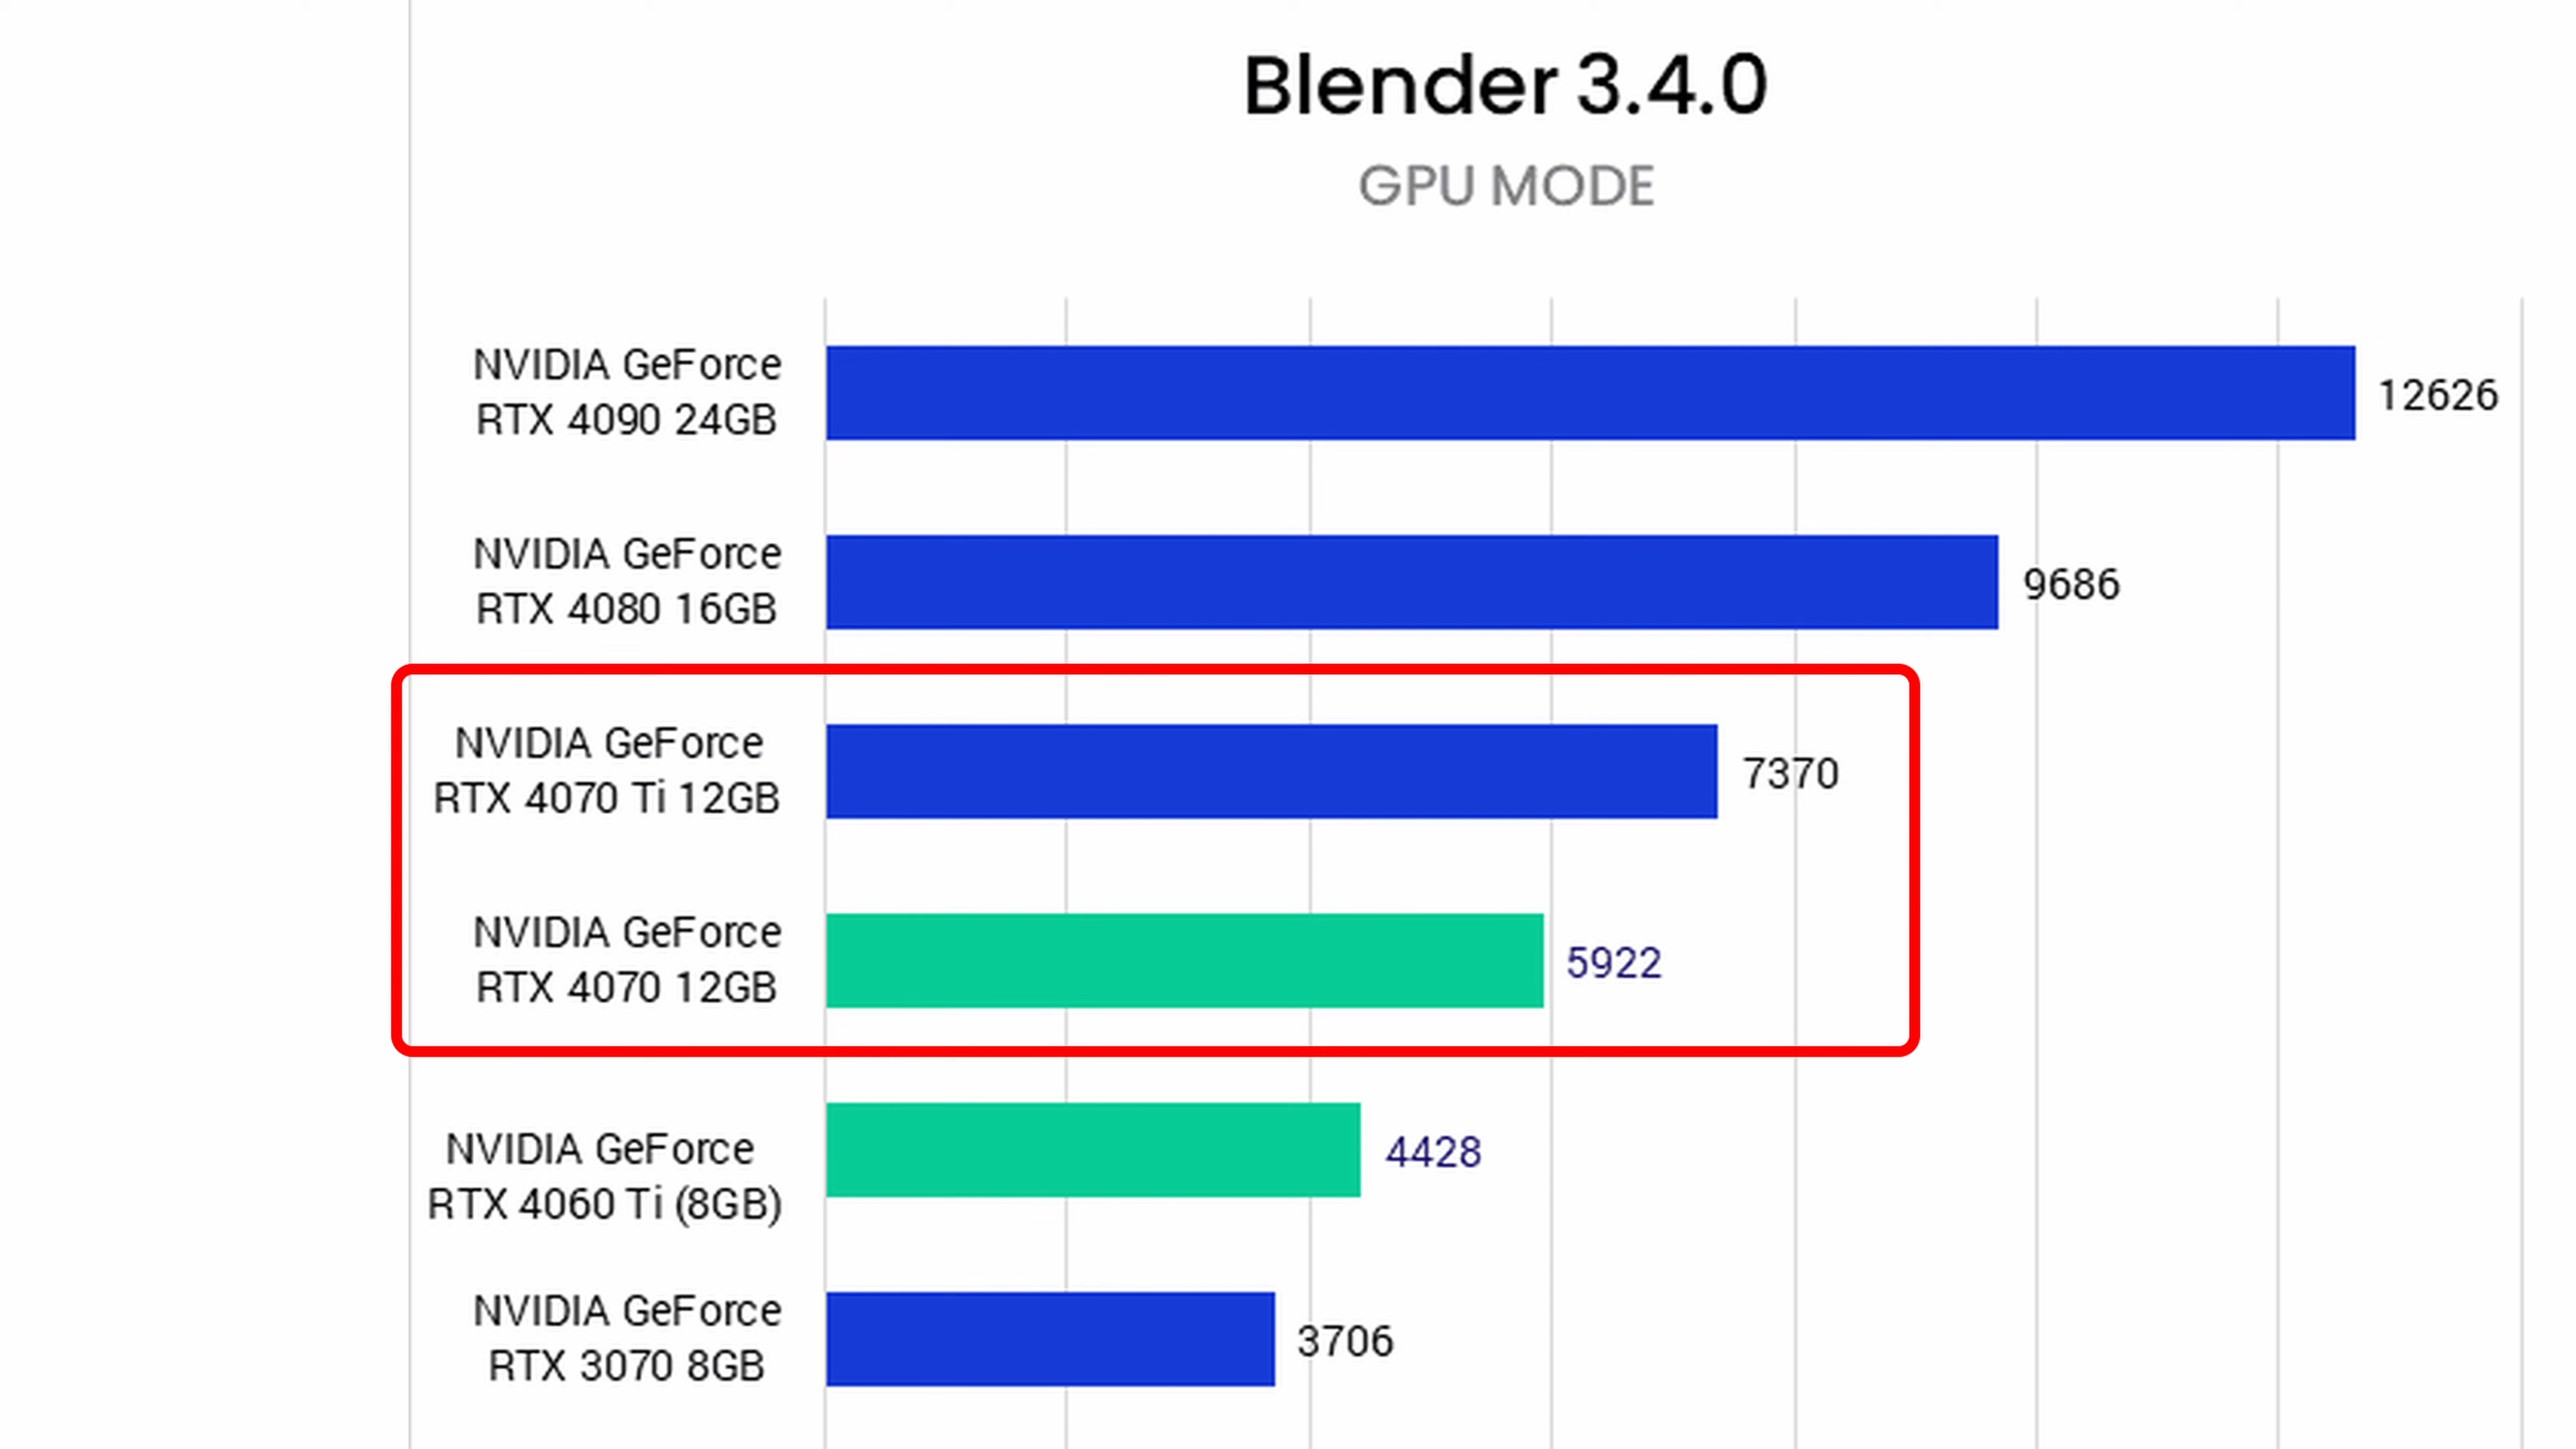 Blender 3.4.0
GPU MODE
NVIDIA GeForce
RTX 4090 24GB
12626
NVIDIA GeForce
RTX 4080 16GB
9686
NVIDIA GeForce
RTX 4070 Ti 12GB
7370
NVIDIA GeForce
RTX 4070 12GB
5922
NVIDIA GeForce
RTX 4060 Ti (8GB)
4428
NVIDIA GeForce
RTX 3070 8GB
3706